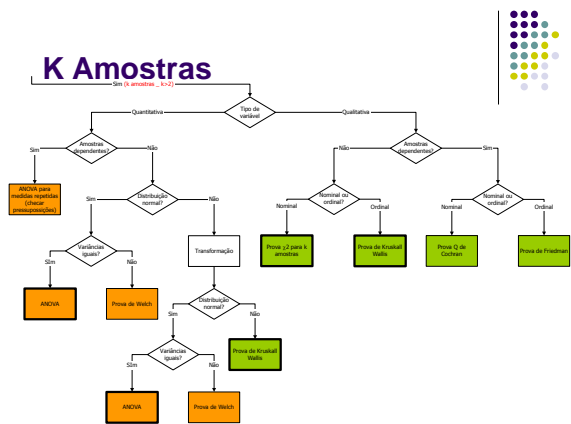 K Amostras
Sim (k amostras _ k>2)
Tipo de
variável
Quantitativa
Qualitativa
Amostras
dependentes?
Amostras
dependentes?
Sim
Não
Não
Sim
ANOVA para
medidas repetidas
(checar
pressuposições)
Distribuição
normal?
Nominal ou
ordinal?
Nominal ou
ordinal?
Sim
Não
Nominal
Ordinal
Nominal
Ordinal
Variâncias
iguais?
Transformação
Prova χ2 para k
amostras
Prova de Kruskall
Wallis
Prova Q de
Cochran
Prova de Friedman
SIm
Não
ANOVA
Prova de Welch
Distribuição
normal?
Sim
Não
Variâncias
iguais?
Prova de Kruskall
Wallis
SIm
Não
ANOVA
Prova de Welch